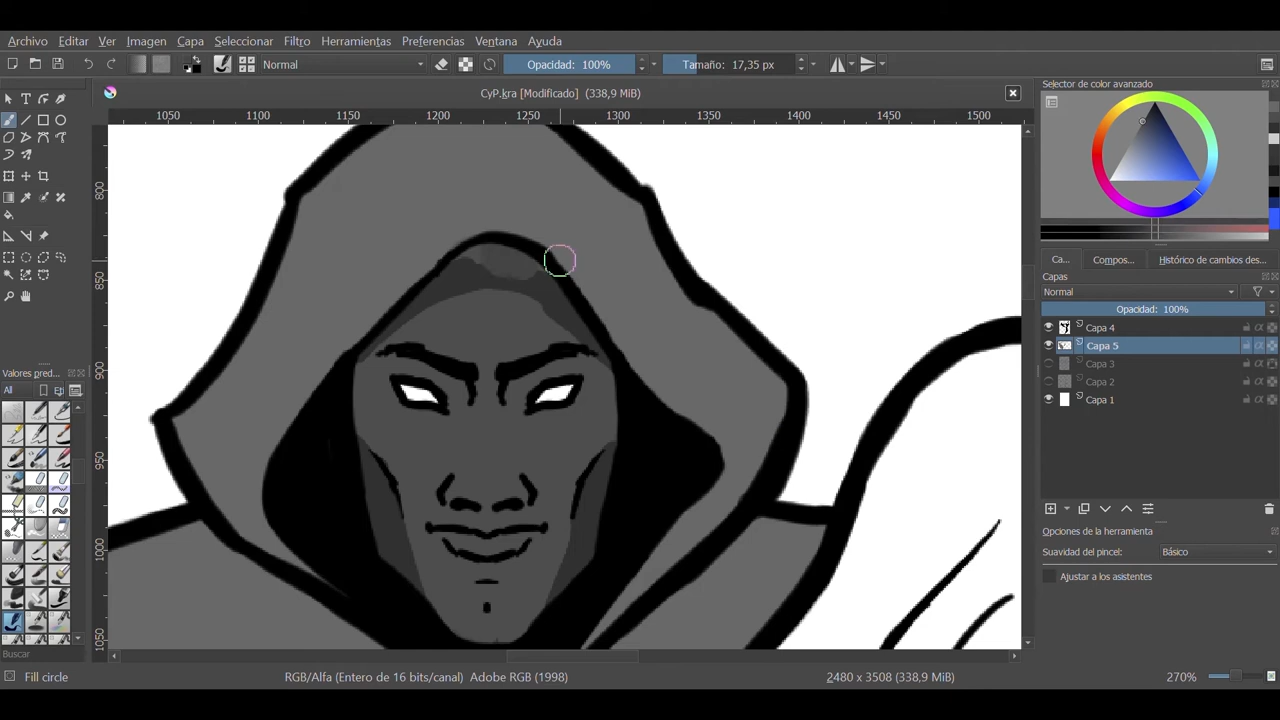 Archivo Editar Ver Imagen Capa Seleccionar Filtro Herramientas Preferencias Ventana Ayuda
Normal Opacidad: 100% Tamaño: 17,35 px
CyP.kra [Modificado] (338,9 MiB)
Selector de color avanzado
1050 1100 1150 1200 1250 1300 1350 1400 1450 1500
800
850
900
950
1000
1050
Ca... Compos... Histórico de cambios des...
Capas
Normal
Opacidad: 100%
Capa 4
Capa 5
Capa 3
Capa 2
Capa 1
Opciones de la herramienta
Suavidad del pincel: Básico
Ajustar a los asistentes
Valores pred...
All
Buscar
Fill circle RGB/Alfa (Entero de 16 bits/canal) Adobe RGB (1998) 2480 x 3508 (338,9 MiB) 270%